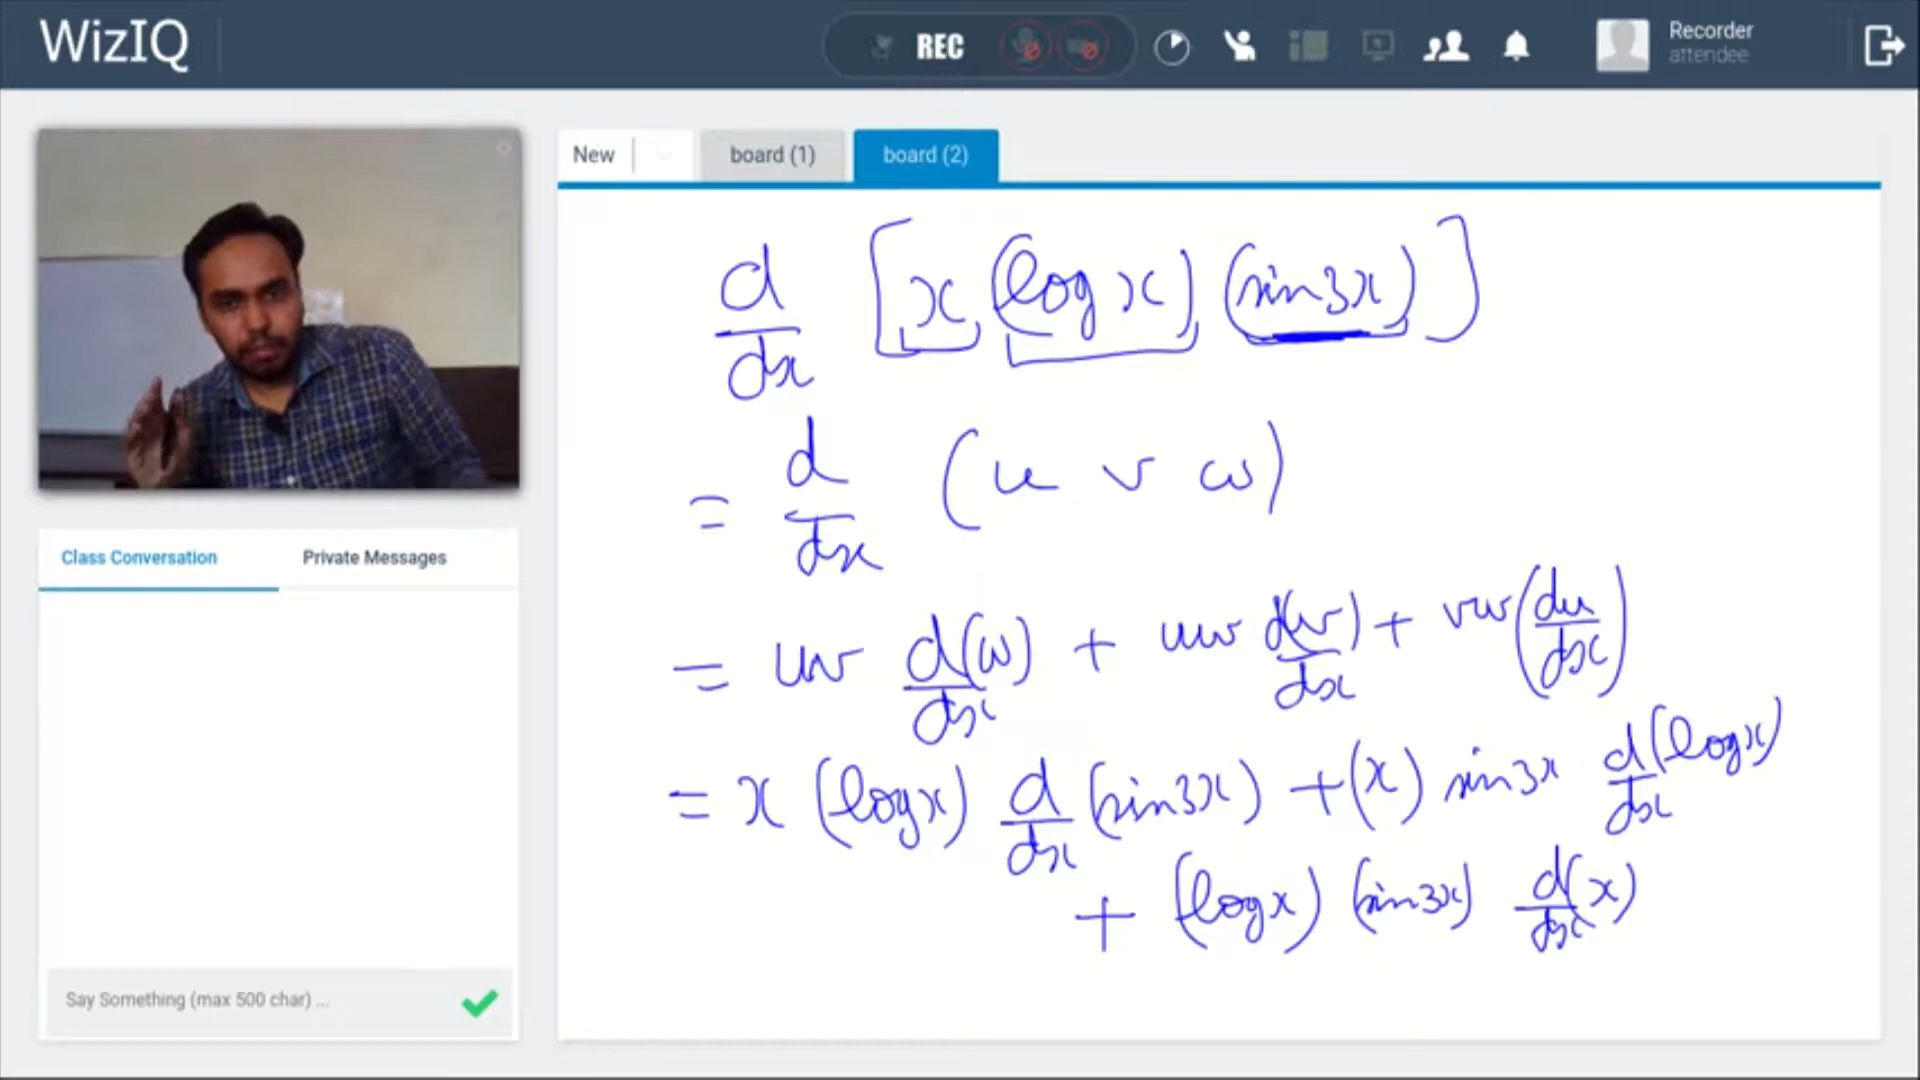 WizIQ
REC
Recorder
attendee
New
board (1)
board (2)
d/dx [x (log x) (sin3x)]
= d/dx (u v w)
= uv d(w)/dx + uw d(v)/dx + vw (du/dx)
= x (log x) d/dx (sin3x) + (x) sin3x d(log x)/dx
+ (log x) (sin3x) d/dx (x)
Class Conversation
Private Messages
Say Something (max 500 char) ...